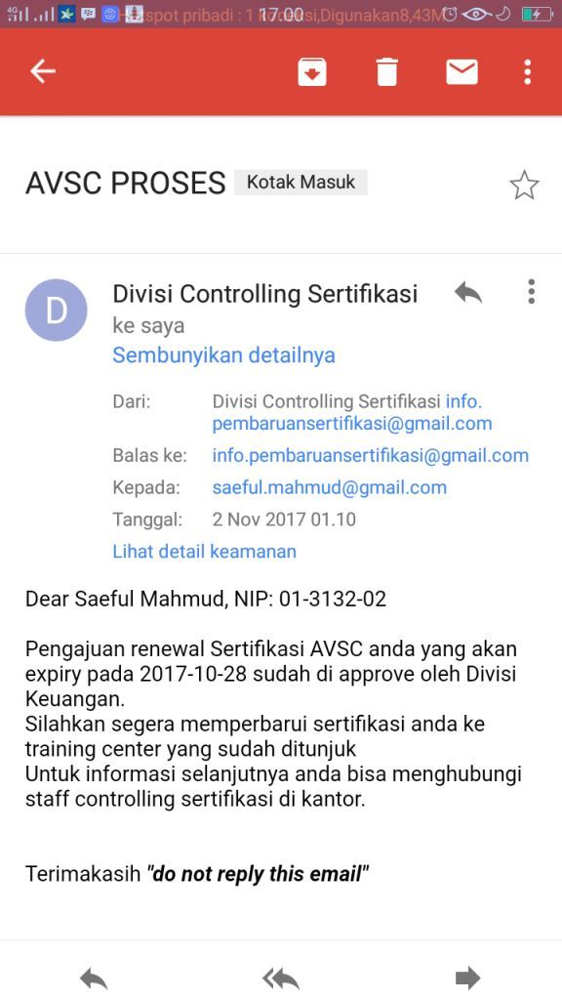 4G
Hotspot pribadi : 1 koneksi,Digunakan8,43M
17.00
AVSC PROSES
Kotak Masuk
D
Divisi Controlling Sertifikasi
ke saya
Sembunyikan detailnya
Dari: Divisi Controlling Sertifikasi info.
pembaruansertifikasi@gmail.com
Balas ke: info.pembaruansertifikasi@gmail.com
Kepada: saeful.mahmud@gmail.com
Tanggal: 2 Nov 2017 01.10
Lihat detail keamanan
Dear Saeful Mahmud, NIP: 01-3132-02
Pengajuan renewal Sertifikasi AVSC anda yang akan
expiry pada 2017-10-28 sudah di approve oleh Divisi
Keuangan.
Silahkan segera memperbarui sertifikasi anda ke
training center yang sudah ditunjuk
Untuk informasi selanjutnya anda bisa menghubungi
staff controlling sertifikasi di kantor.
Terimakasih "do not reply this email"